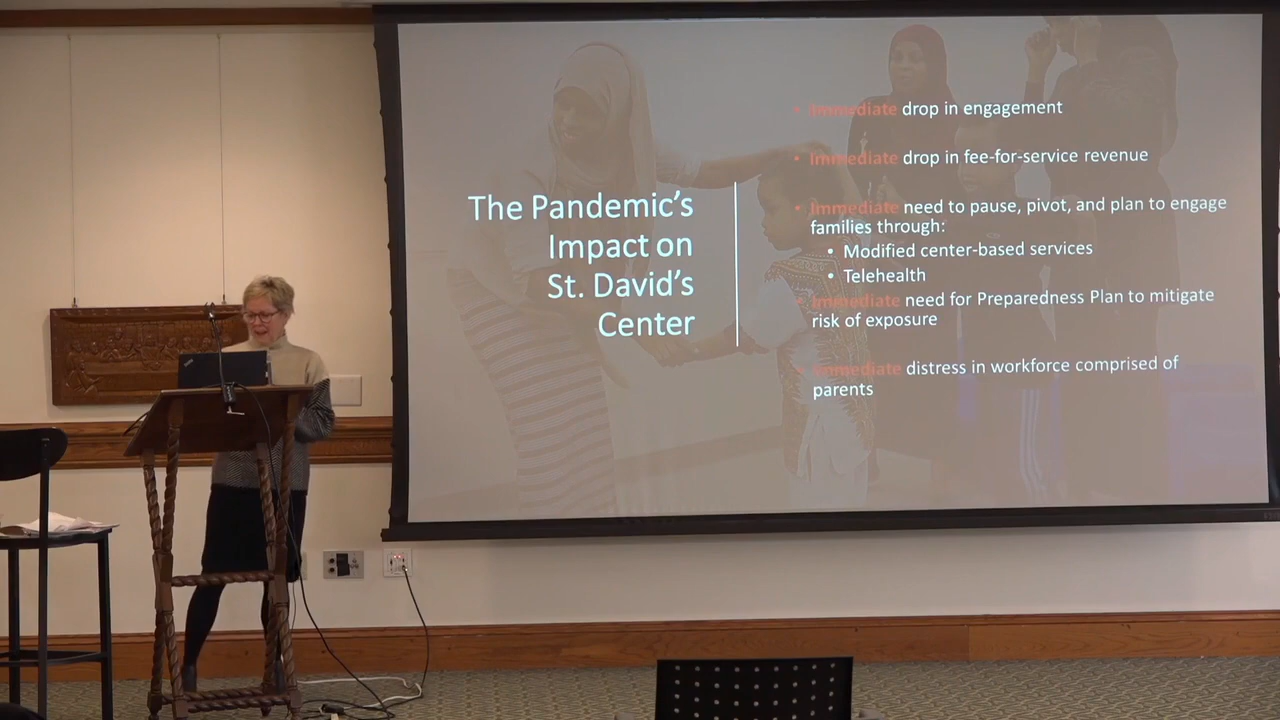 The Pandemic's
Impact on
St. David's
Center
• Immediate drop in engagement
• Immediate drop in fee-for-service revenue
• Immediate need to pause, pivot, and plan to engage
families through:
• Modified center-based services
• Telehealth
• Immediate need for Preparedness Plan to mitigate
risk of exposure
• Immediate distress in workforce comprised of
parents